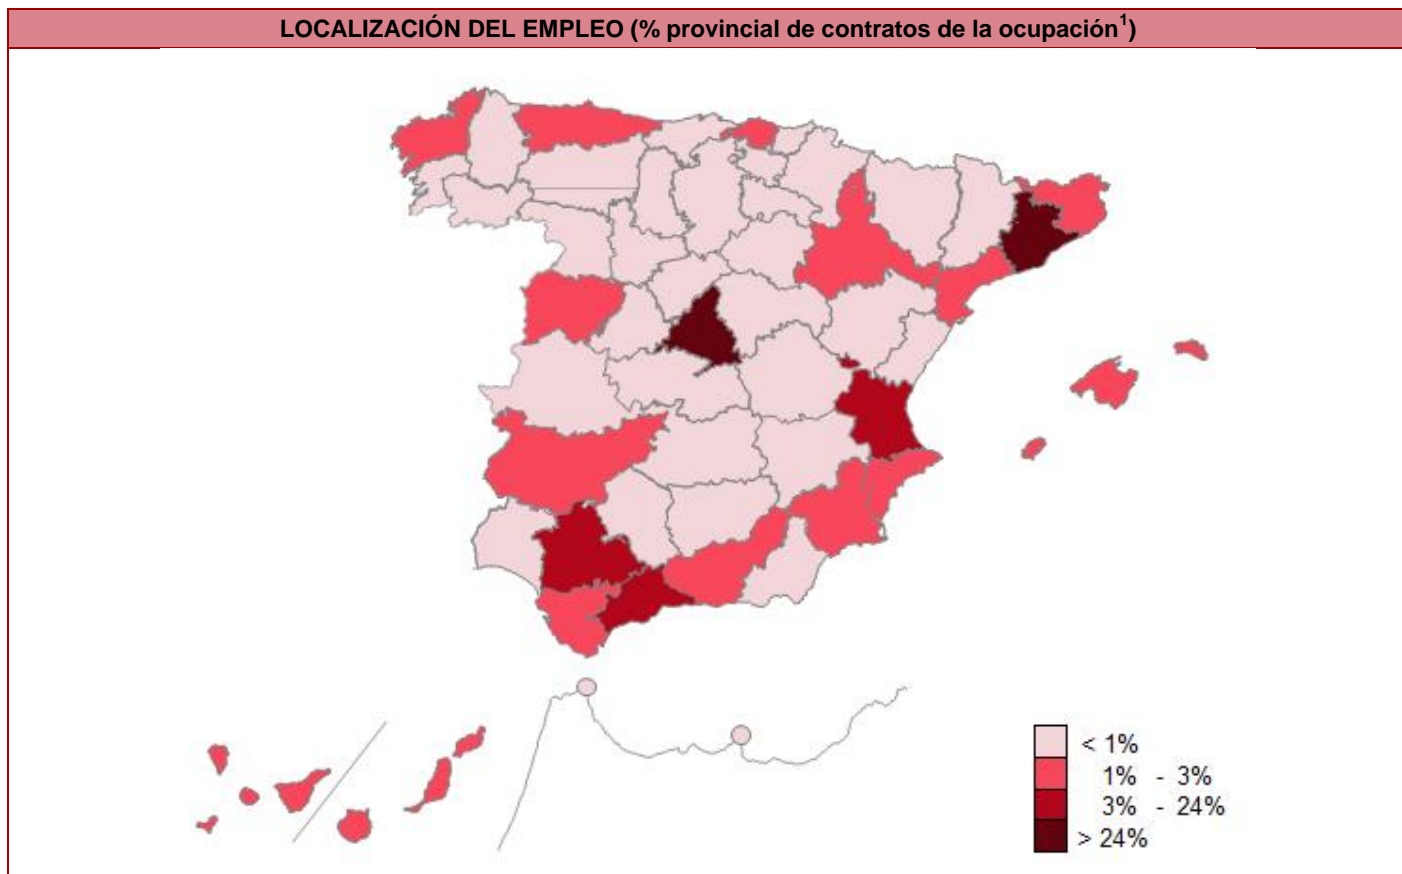 LOCALIZACIÓN DEL EMPLEO (% provincial de contratos de la ocupación¹)
< 1%
1% - 3%
3% - 24%
> 24%